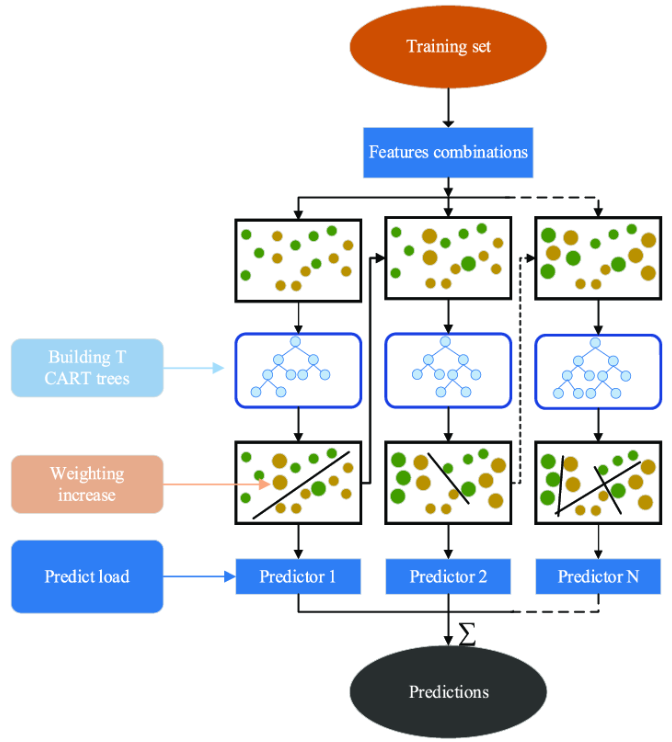 Training set
Features combinations
Building T
CART trees
Weighting
increase
Predict load
Predictor 1
Predictor 2
Predictor N
Σ
Predictions